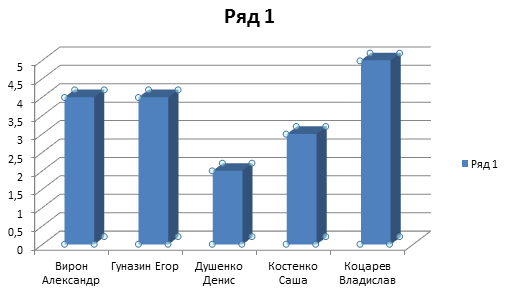 Ряд 1
5
4,5
4
3,5
3
2,5
2
1,5
1
0,5
0
Вирон
Александр
Гуназин Егор
Душенко
Денис
Костенко
Саша
Коцарев
Владислав
Ряд 1